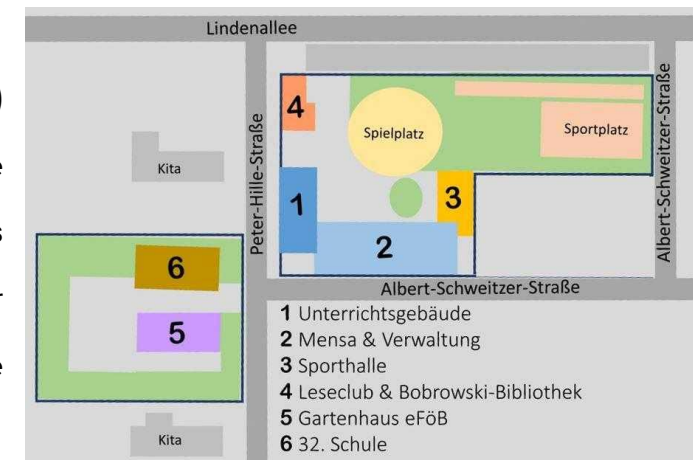 Lindenallee
)
e
s
r-
e
Peter-Hille-Straße
Albert-Schweitzer-Straße
4
Spielplatz
Sportplatz
Kita
1
3
2
6
5
Albert-Schweitzer-Straße
Kita
1 Unterrichtsgebäude
2 Mensa & Verwaltung
3 Sporthalle
4 Leseclub & Bobrowski-Bibliothek
5 Gartenhaus eFöB
6 32. Schule